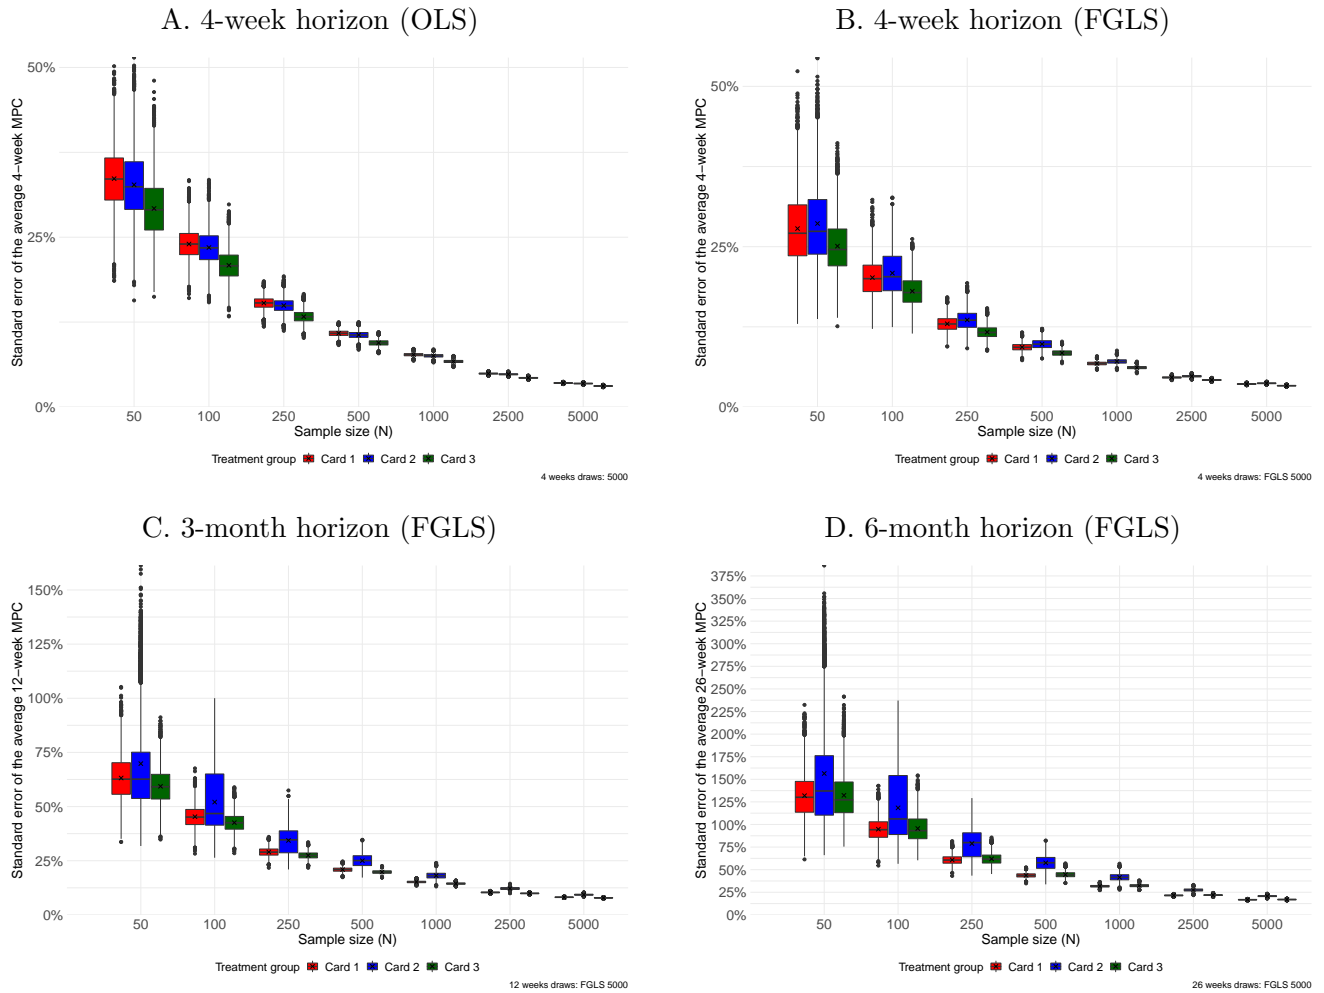 A. 4-week horizon (OLS)
Standard error of the average 4−week MPC
50%
25%
0%
50 100 250 500 1000 2500 5000
Sample size (N)
Treatment group Card 1 Card 2 Card 3
4 weeks draws: 5000
B. 4-week horizon (FGLS)
Standard error of the average 4−week MPC
50%
25%
0%
50 100 250 500 1000 2500 5000
Sample size (N)
Treatment group Card 1 Card 2 Card 3
4 weeks draws: FGLS 5000
C. 3-month horizon (FGLS)
Standard error of the average 12−week MPC
150%
125%
100%
75%
50%
25%
0%
50 100 250 500 1000 2500 5000
Sample size (N)
Treatment group Card 1 Card 2 Card 3
12 weeks draws: FGLS 5000
D. 6-month horizon (FGLS)
Standard error of the average 26−week MPC
375%
350%
325%
300%
275%
250%
225%
200%
175%
150%
125%
100%
75%
50%
25%
0%
50 100 250 500 1000 2500 5000
Sample size (N)
Treatment group Card 1 Card 2 Card 3
26 weeks draws: FGLS 5000